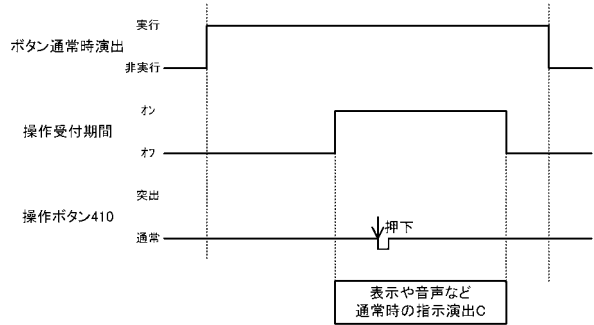 実行
ボタン通常時演出
非実行
オン
操作受付期間
オフ
突出
操作ボタン410
通常
押下
表示や音声など
通常時の指示演出C